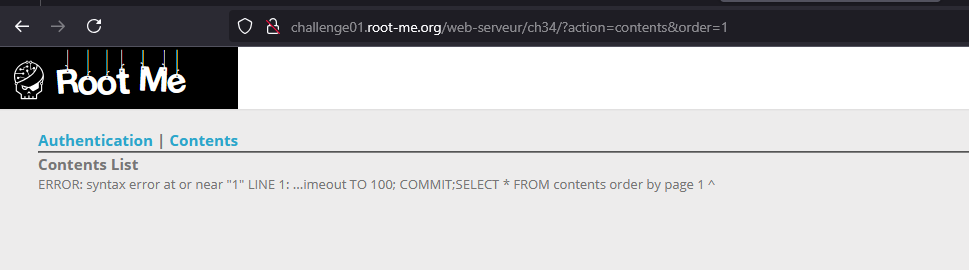 challenge01.root-me.org/web-serveur/ch34/?action=contents&order=1
Root Me
Authentication | Contents
Contents List
ERROR: syntax error at or near "1" LINE 1: ...imeout TO 100; COMMIT;SELECT * FROM contents order by page 1 ^